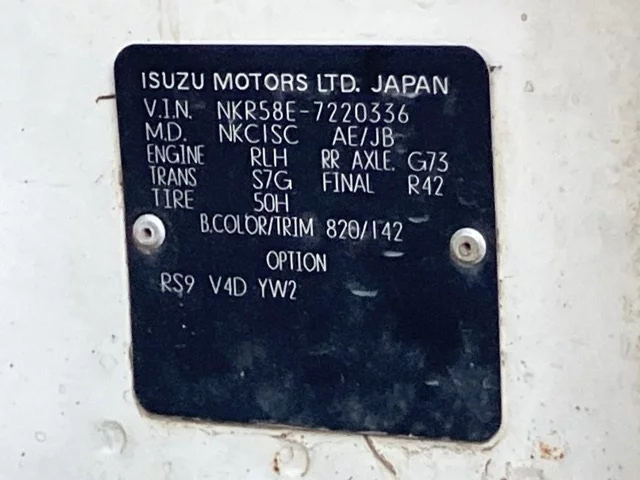 ISUZU MOTORS LTD. JAPAN
V.I.N. NKR58E-7220336
M.D. NKC1SC AE/JB
ENGINE RLH RR AXLE. G73
TRANS S7G FINAL R42
TIRE 50H
B.COLOR/TRIM 820/142
OPTION
RS9 V4D YW2